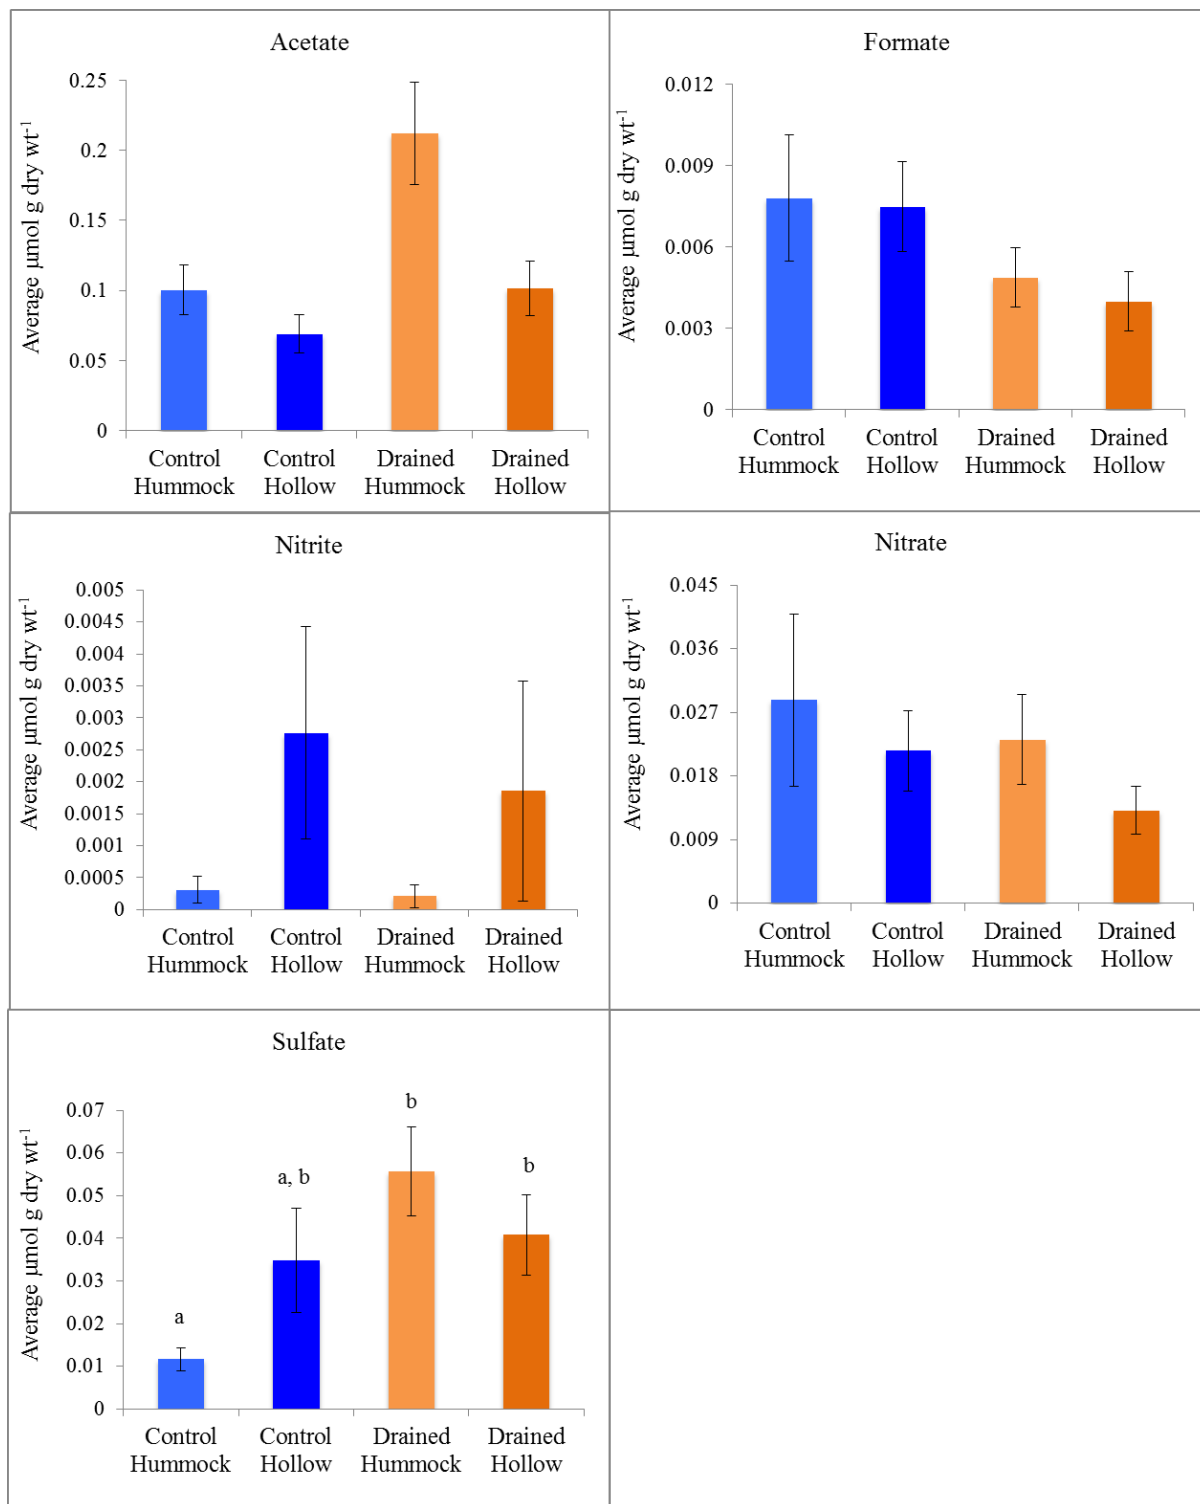 Acetate
Average µmol g dry wt-1
0.25
0.2
0.15
0.1
0.05
0
Control Hummock
Control Hollow
Drained Hummock
Drained Hollow
Formate
Average µmol g dry wt-1
0.012
0.009
0.006
0.003
0
Control Hummock
Control Hollow
Drained Hummock
Drained Hollow
Nitrite
Average µmol g dry wt-1
0.005
0.0045
0.004
0.0035
0.003
0.0025
0.002
0.0015
0.001
0.0005
0
Control Hummock
Control Hollow
Drained Hummock
Drained Hollow
Nitrate
Average µmol g dry wt-1
0.045
0.036
0.027
0.018
0.009
0
Control Hummock
Control Hollow
Drained Hummock
Drained Hollow
Sulfate
Average µmol g dry wt-1
0.07
0.06
0.05
0.04
0.03
0.02
0.01
0
a
a, b
b
b
Control Hummock
Control Hollow
Drained Hummock
Drained Hollow